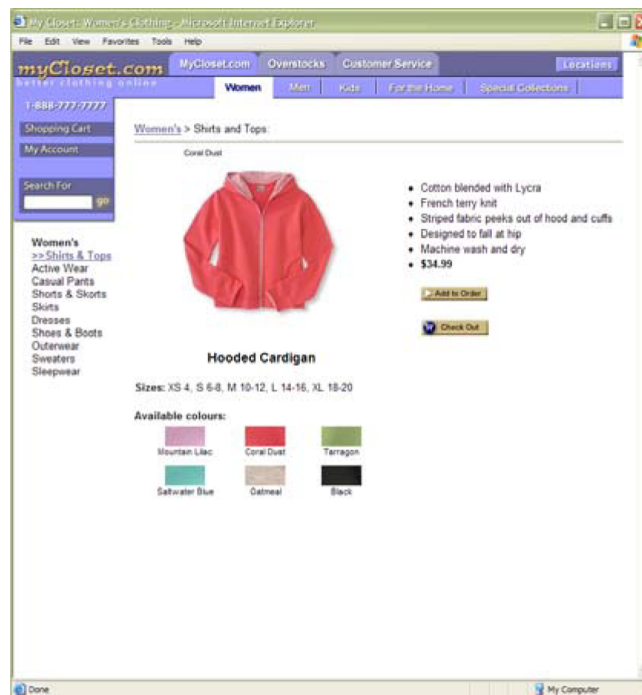 My Closet: Women's Clothing - Microsoft Internet Explorer
File Edit View Favorites Tools Help
myCloset.com
better clothing online
MyCloset.com Overstocks Customer Service Locations
Women Men Kids For the Home Special Collections
1-888-777-7777
Shopping Cart
My Account
Search For
go
Women's > Shirts and Tops:
Coral Dust
Cotton blended with Lycra
French terry knit
Striped fabric peeks out of hood and cuffs
Designed to fall at hip
Machine wash and dry
$34.99
Add to Order
Check Out
Women's
>>Shirts & Tops
Active Wear
Casual Pants
Shorts & Skorts
Skirts
Dresses
Shoes & Boots
Outerwear
Sweaters
Sleepwear
Hooded Cardigan
Sizes: XS 4, S 6-8, M 10-12, L 14-16, XL 18-20
Available colours:
Mountain Lilac Coral Dust Tarragon
Saltwater Blue Oatmeal Black
Done My Computer